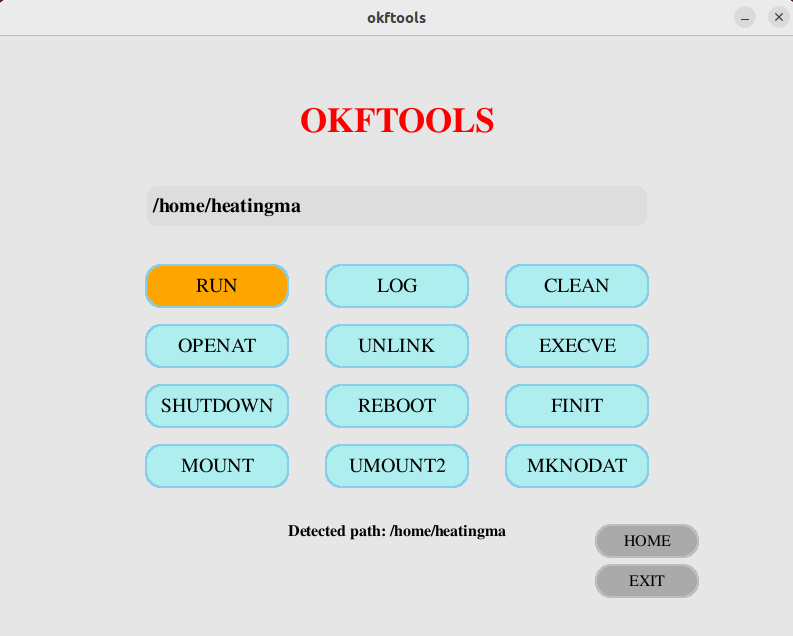 okftools
OKFTOOLS
/home/heatingma
RUN LOG CLEAN
OPENAT UNLINK EXECVE
SHUTDOWN REBOOT FINIT
MOUNT UMOUNT2 MKNODAT
Detected path: /home/heatingma
HOME
EXIT